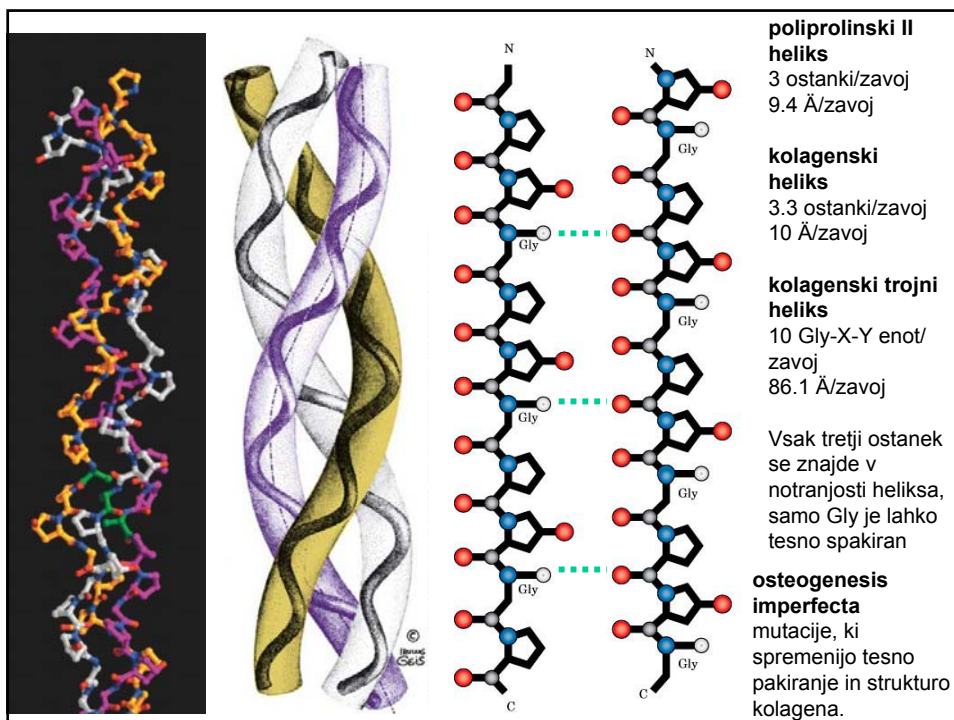 poliprolinski II
heliks
3 ostanki/zavoj
9.4 Ä/zavoj
kolagenski
heliks
3.3 ostanki/zavoj
10 Ä/zavoj
kolagenski trojni
heliks
10 Gly-X-Y enot/
zavoj
86.1 Ä/zavoj
Vsak tretji ostanek
se znajde v
notranjosti heliksa,
samo Gly je lahko
tesno spakiran
osteogenesis
imperfecta
mutacije, ki
spremenijo tesno
pakiranje in strukturo
kolagena.
N
Gly
Gly
Gly
C
N
Gly
Gly
Gly
Gly
C
©
IRVING
GEIS